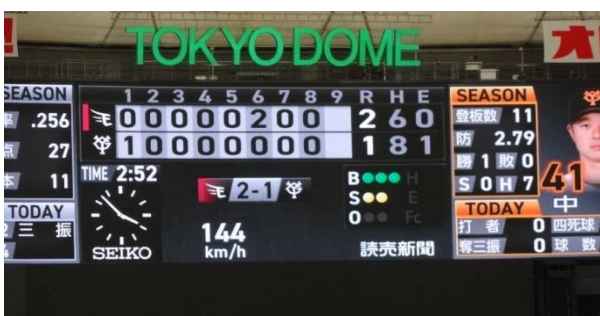 TOKYO DOME
SEASON
率 .256
点 27
本 11
TODAY
三 振
1 2 3 4 5 6 7 8 9 R H E
E 0 0 0 0 0 2 0 0 2 6 0
1 0 0 0 0 0 0 0 1 8 1
TIME 2:52
SEIKO
E 2-1
144
km/h
B H
S E
O Fc
読売新聞
SEASON
登板数 11
防 2.79
勝 1 敗 0
S 0 H 7
41
中
TODAY
打 者 0 四死球
奪三振 0 球 数
オ